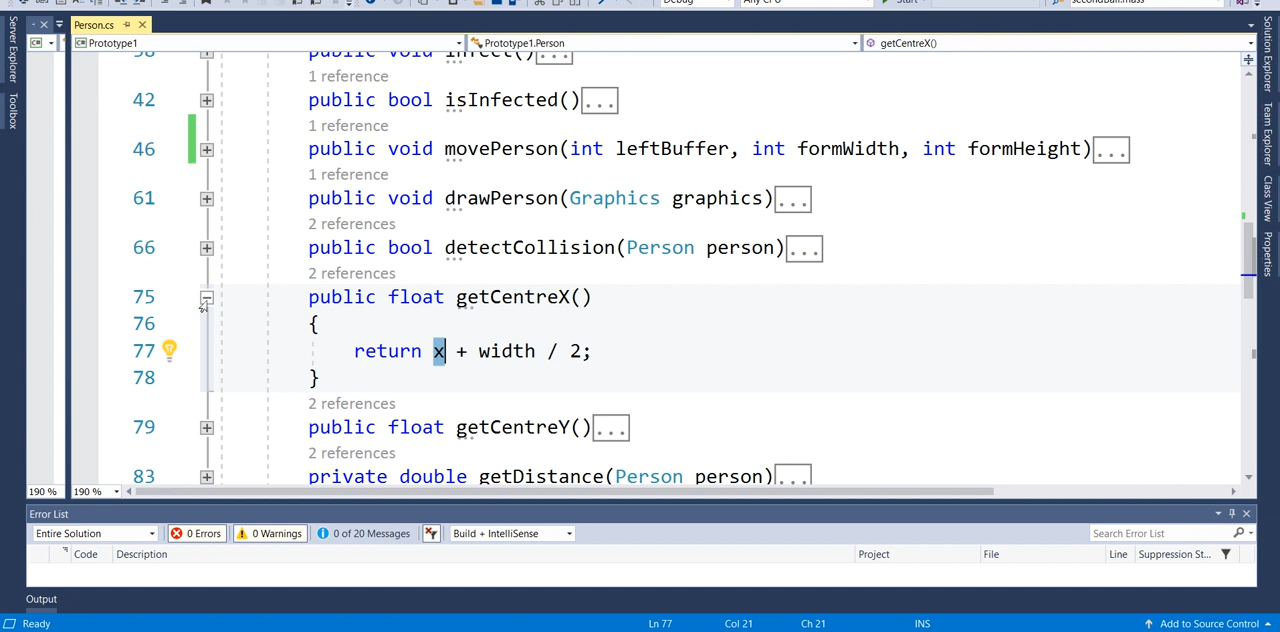 Debug Any CPU Start secondBall.mass
Server Explorer
Toolbox
Person.cs
Prototype1 Prototype1.Person getCentreX()
38 public void infect()...
1 reference
42 public bool isInfected()...
1 reference
46 public void movePerson(int leftBuffer, int formWidth, int formHeight)...
1 reference
61 public void drawPerson(Graphics graphics)...
2 references
66 public bool detectCollision(Person person)...
2 references
75 public float getCentreX()
76 {
77 return x + width / 2;
78 }
2 references
79 public float getCentreY()...
2 references
83 private double getDistance(Person person)...
190 % 190 %
Solution Explorer
Team Explorer
Class View
Properties
Error List
Entire Solution 0 Errors 0 Warnings 0 of 20 Messages Build + IntelliSense Search Error List
Code Description Project File Line Suppression St...
Output
Ready Ln 77 Col 21 Ch 21 INS Add to Source Control